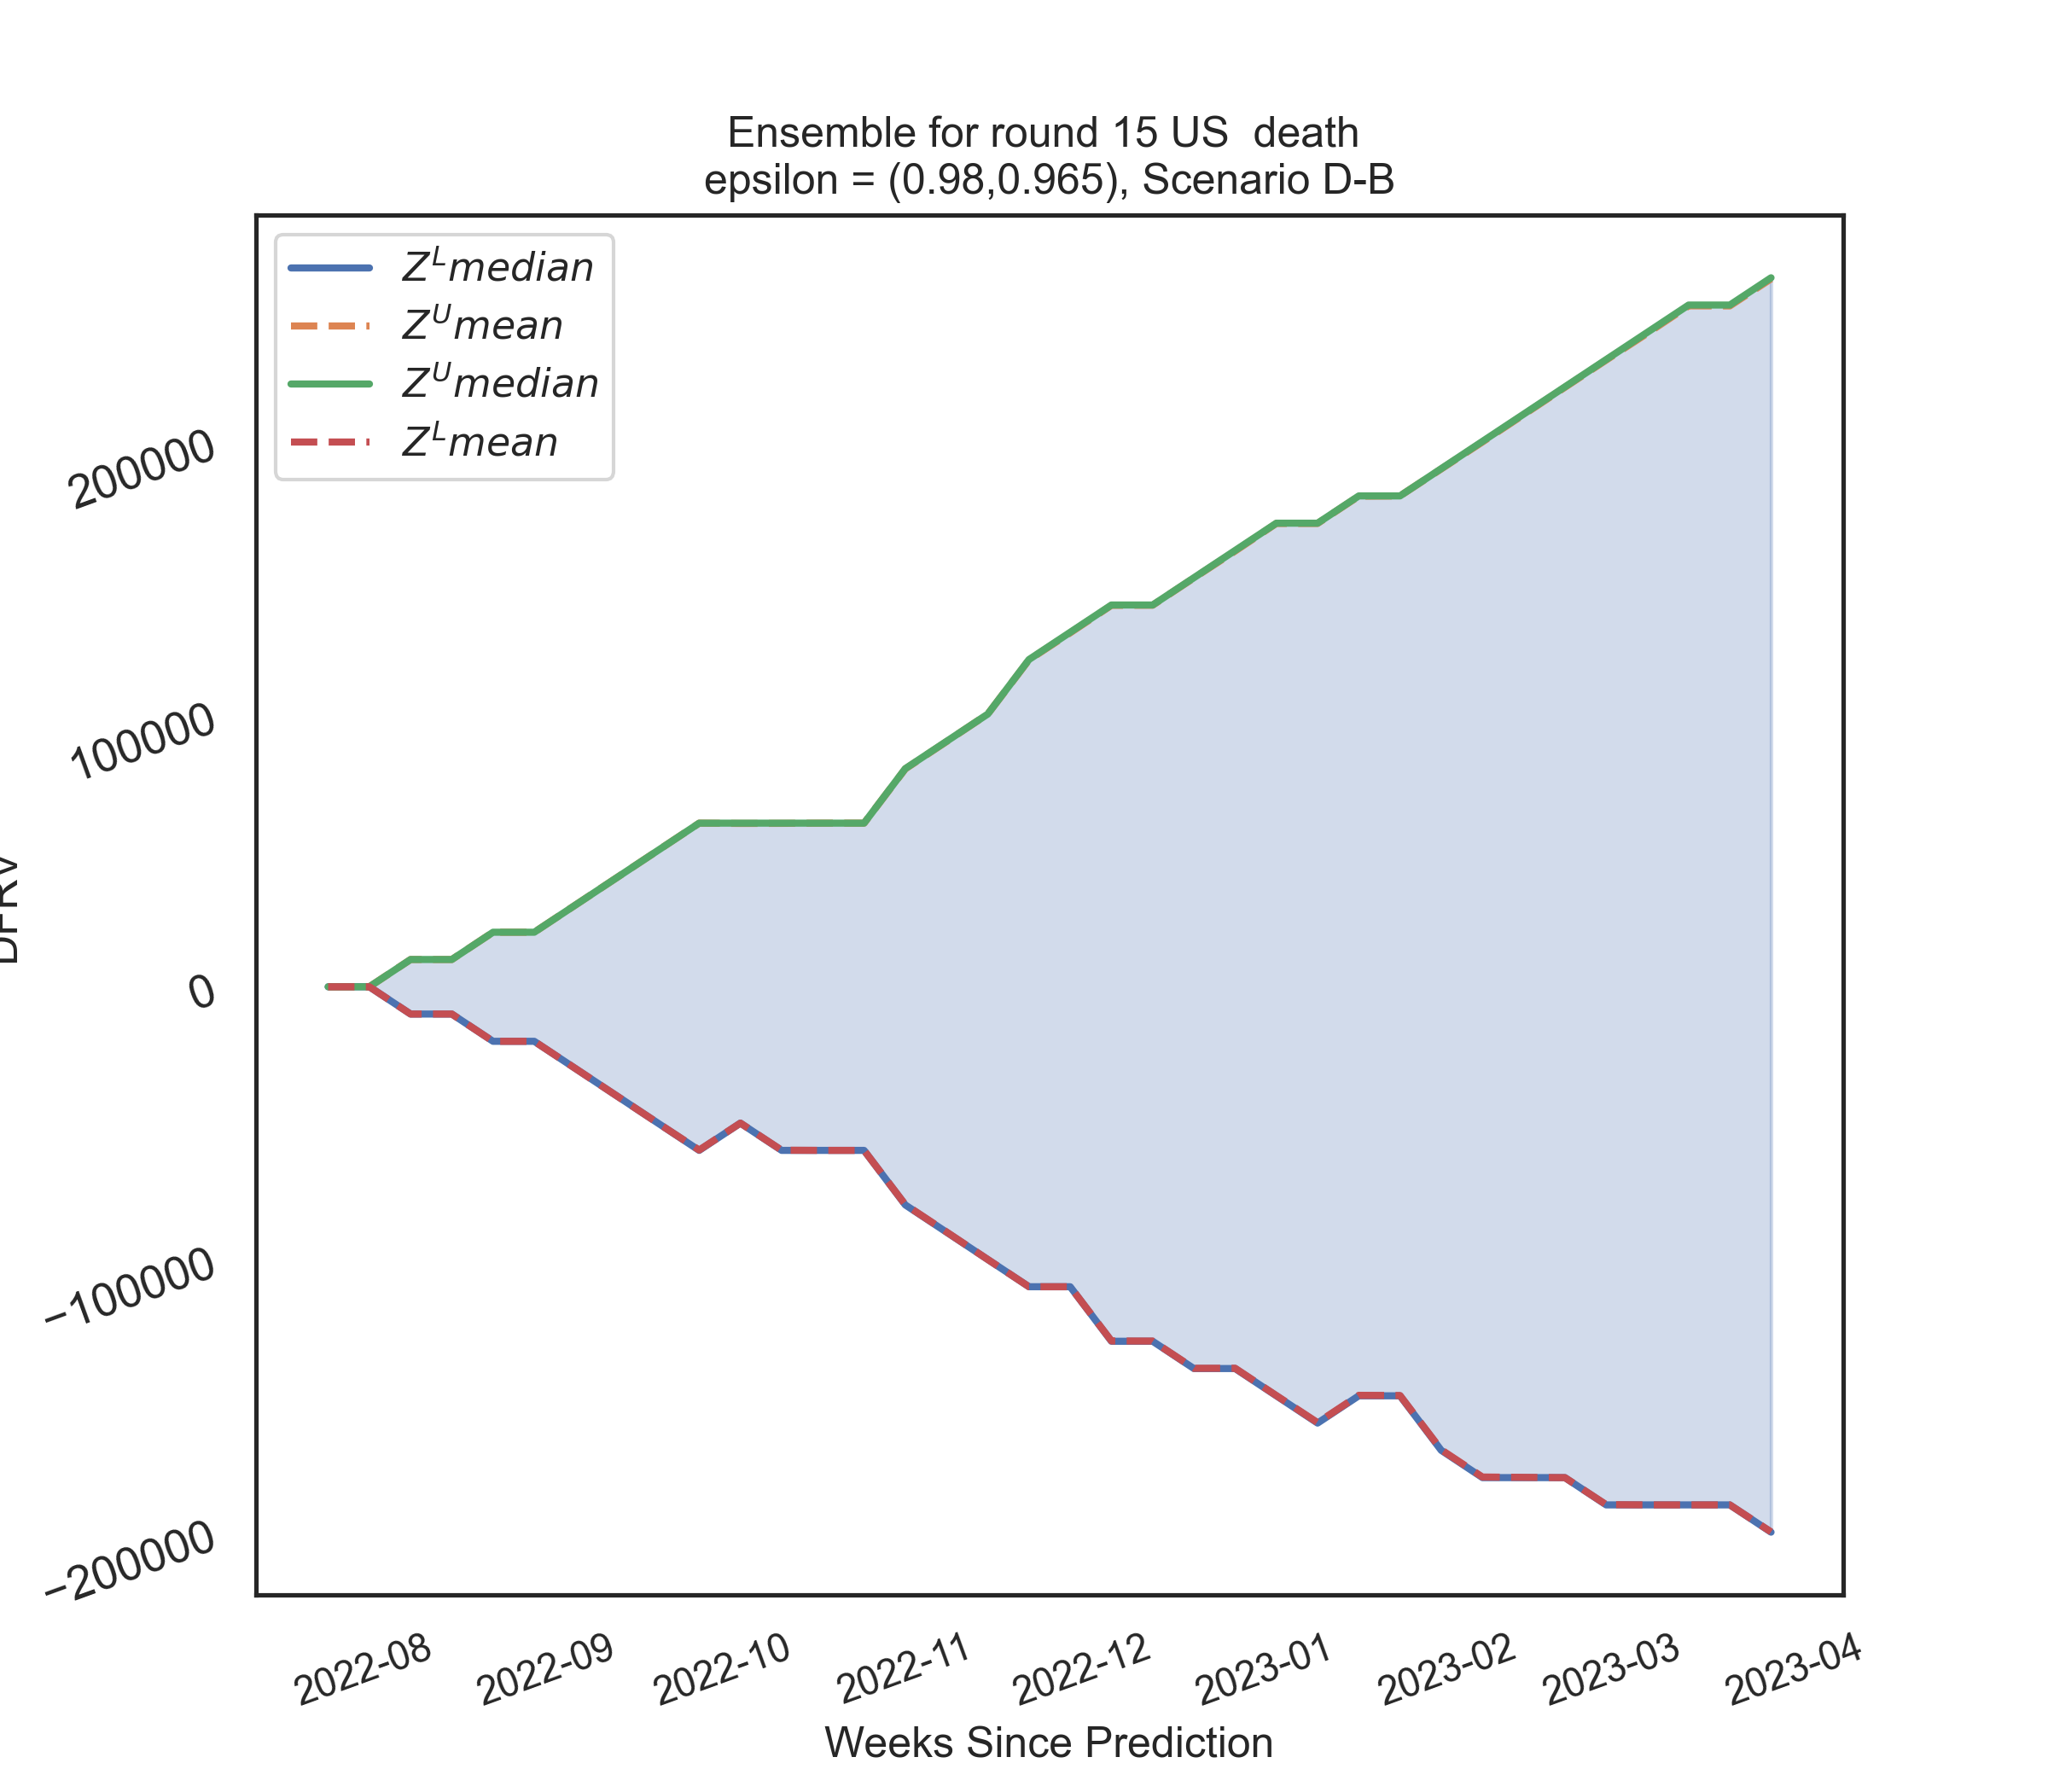 Ensemble for round 15 US  death
epsilon = (0.98,0.965), Scenario D-B
Z^L median
Z^U mean
Z^U median
Z^L mean
200000
100000
0
−100000
−200000
2022-08
2022-09
2022-10
2022-11
2022-12
2023-01
2023-02
2023-03
2023-04
Weeks Since Prediction